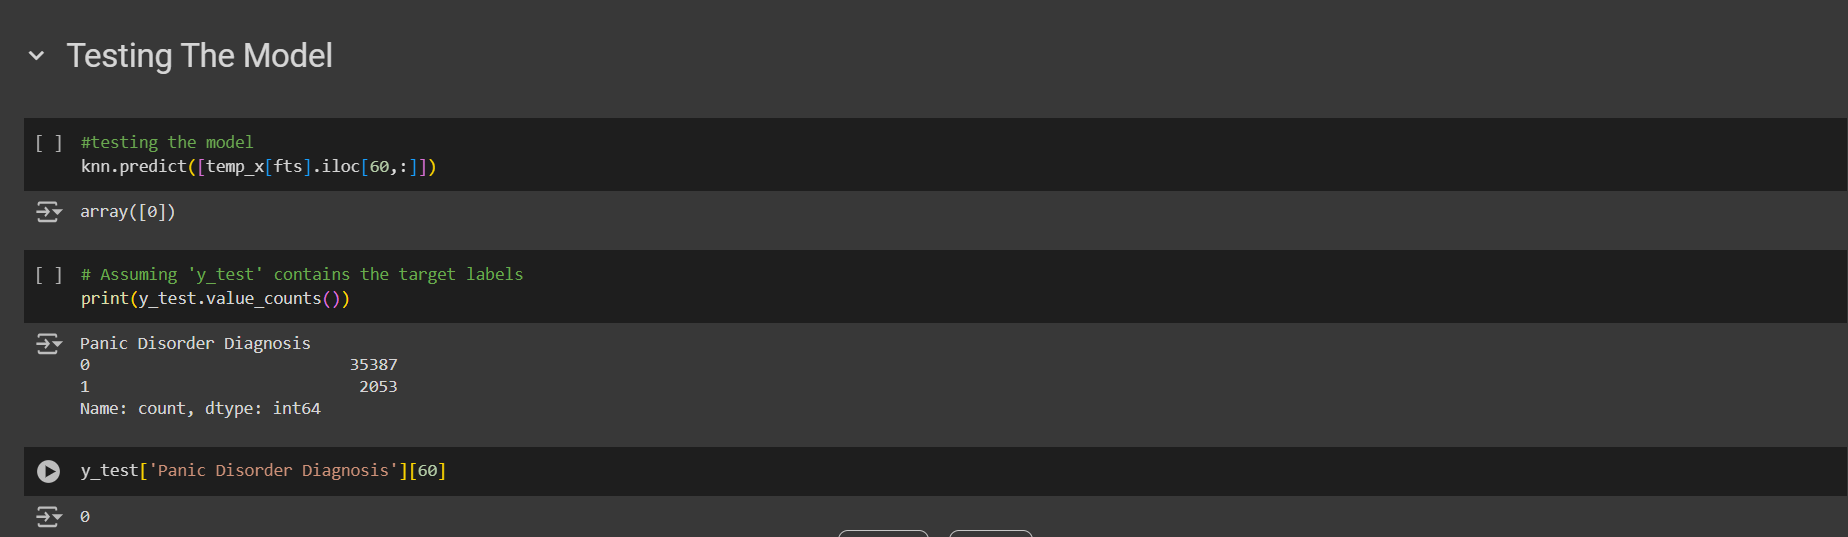 Testing The Model
[ ] #testing the model
knn.predict([temp_x[fts].iloc[60,:]])
array([0])
[ ] # Assuming 'y_test' contains the target labels
print(y_test.value_counts())
Panic Disorder Diagnosis
0 35387
1 2053
Name: count, dtype: int64
y_test['Panic Disorder Diagnosis'][60]
0